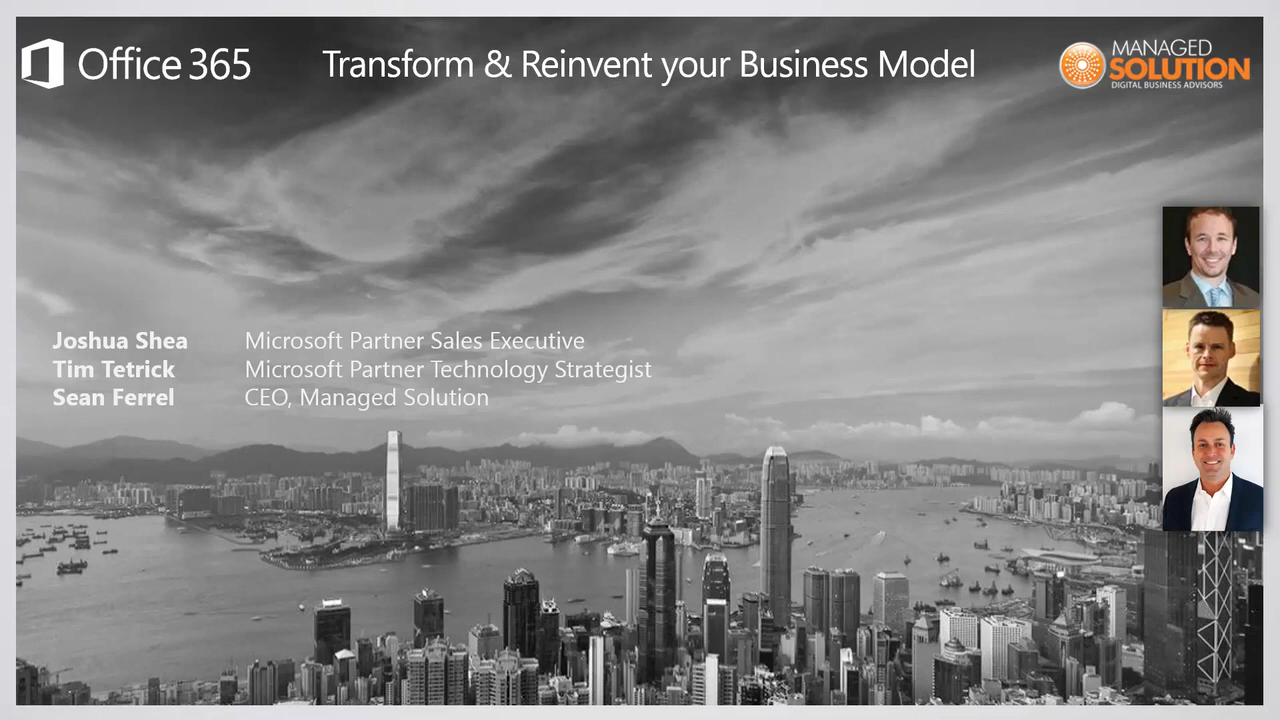 Office 365
Transform & Reinvent your Business Model
MANAGED
SOLUTION
DIGITAL BUSINESS ADVISORS
Joshua Shea Microsoft Partner Sales Executive
Tim Tetrick Microsoft Partner Technology Strategist
Sean Ferrel CEO, Managed Solution